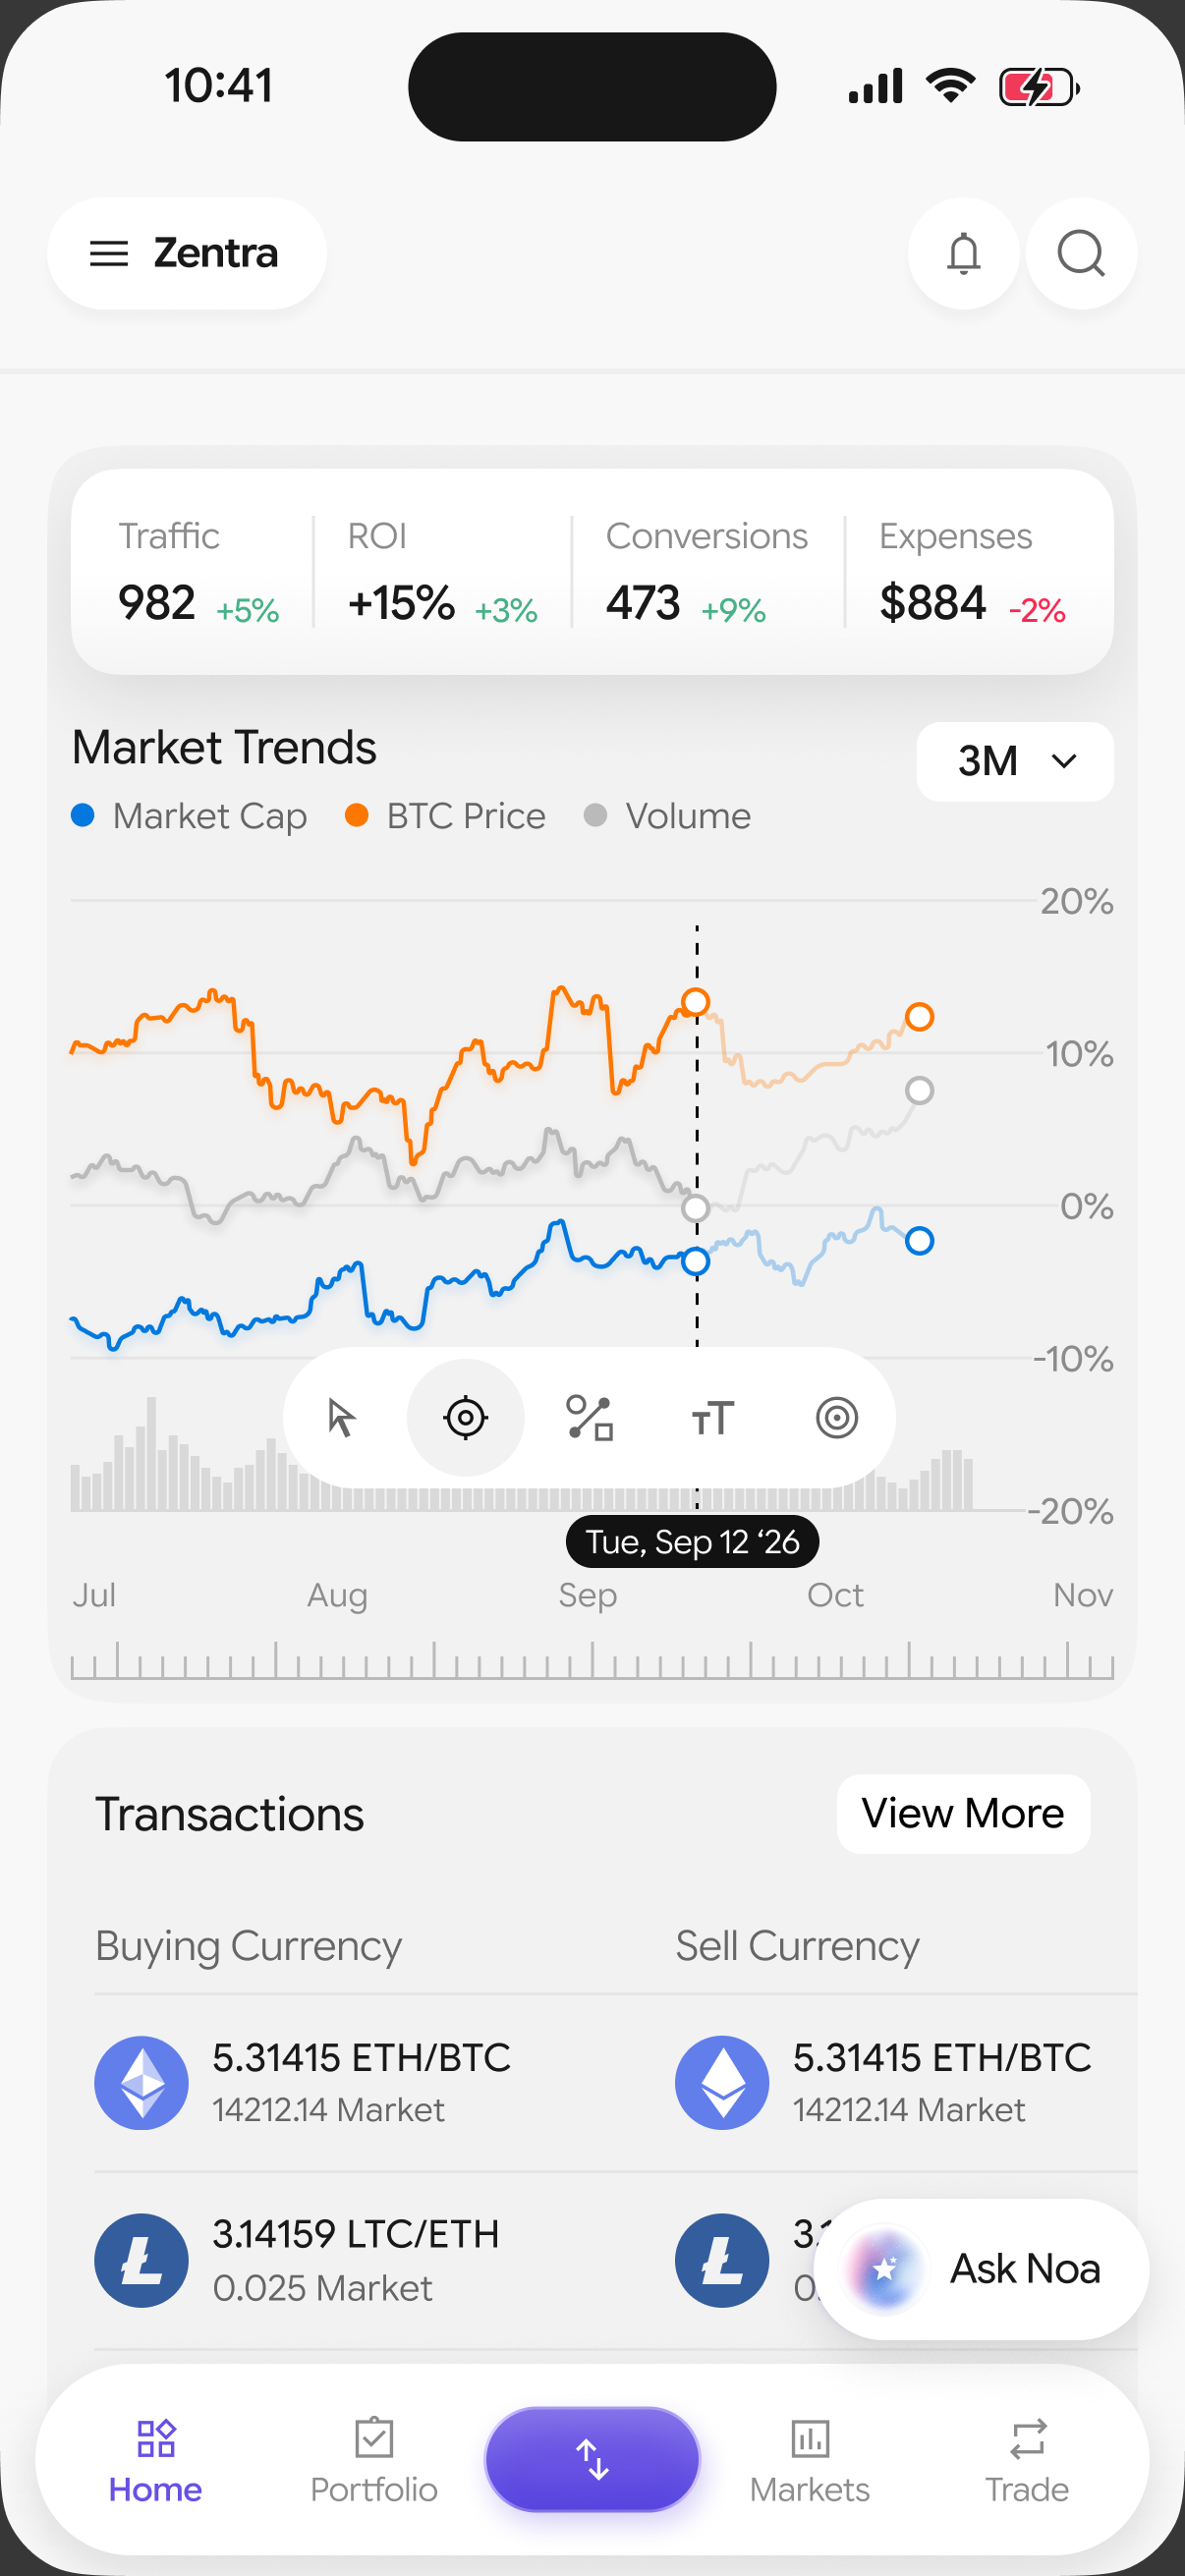 10:41
Zentra
Traffic ROI Conversions Expenses
982 +5% +15% +3% 473 +9% $884 -2%
Market Trends
3M
Market Cap BTC Price Volume
20%
10%
0%
-10%
-20%
Tue, Sep 12 ‘26
Jul Aug Sep Oct Nov
Transactions
View More
Buying Currency Sell Currency
5.31415 ETH/BTC 5.31415 ETH/BTC
14212.14 Market 14212.14 Market
3.14159 LTC/ETH
0.025 Market
Ask Noa
Home Portfolio Markets Trade